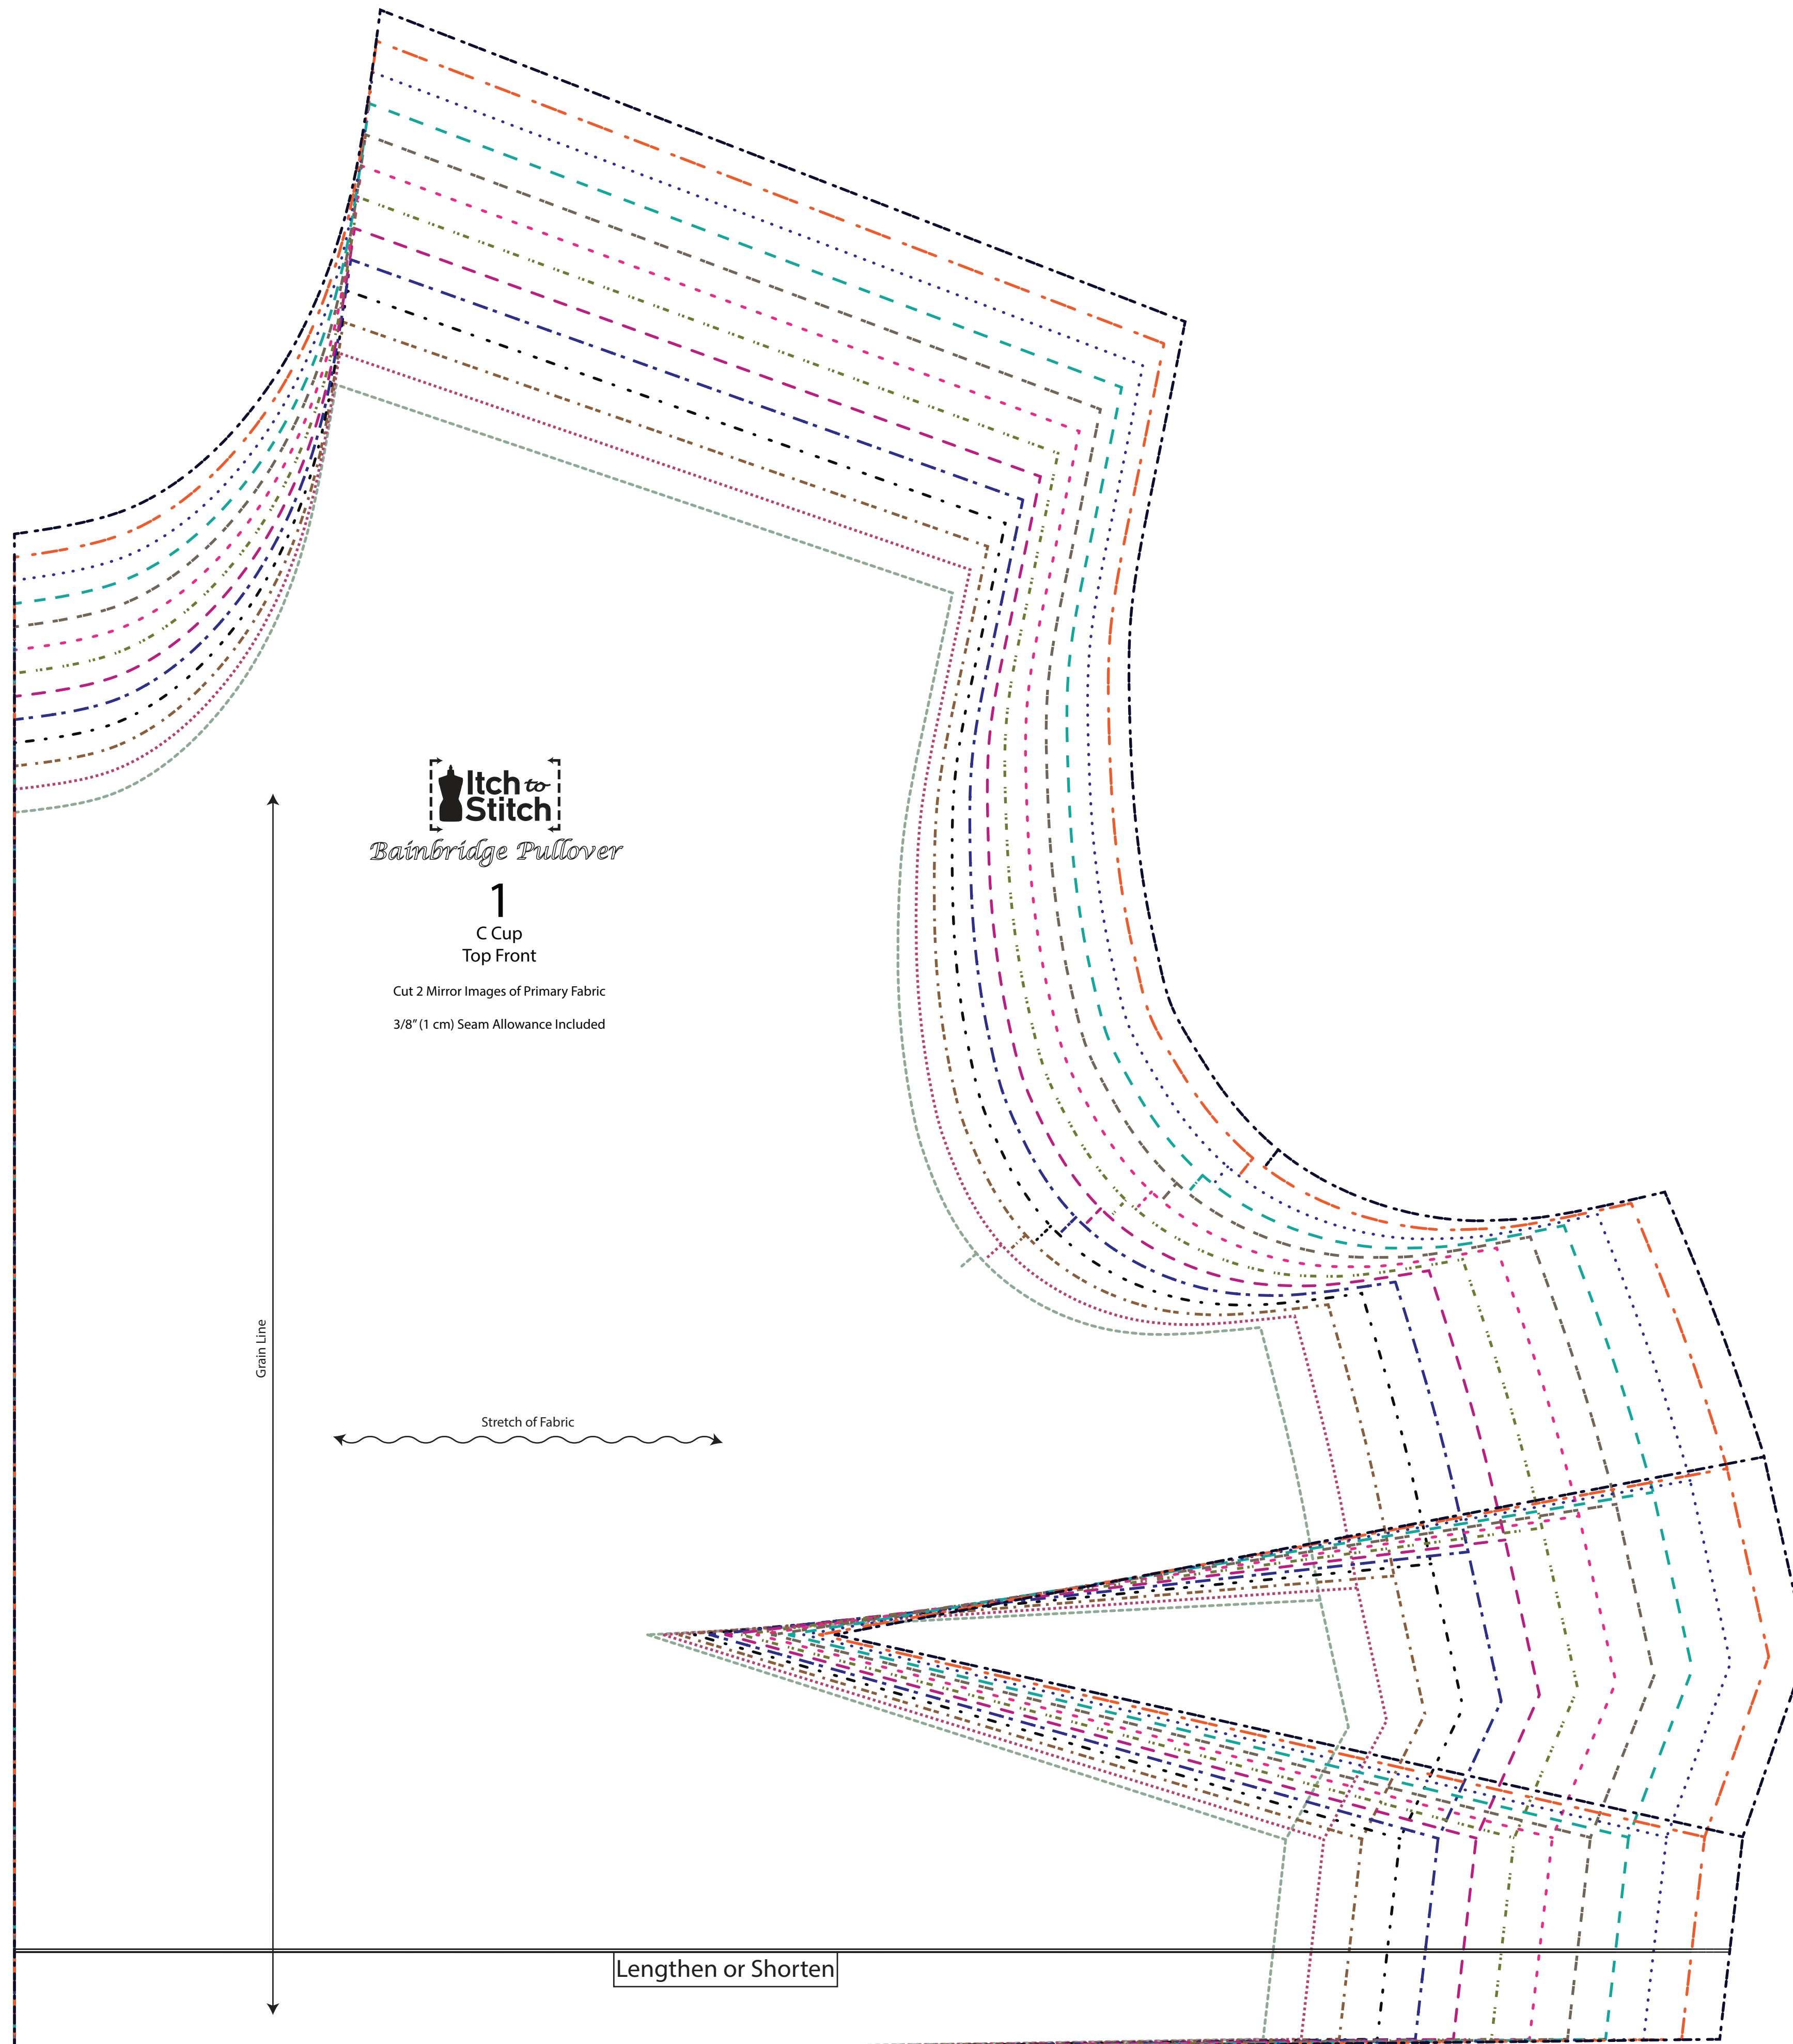 Itch to
Stitch
Bainbridge Pullover
1
C Cup
Top Front
Cut 2 Mirror Images of Primary Fabric
3/8" (1 cm) Seam Allowance Included
Grain Line
Stretch of Fabric
Lengthen or Shorten